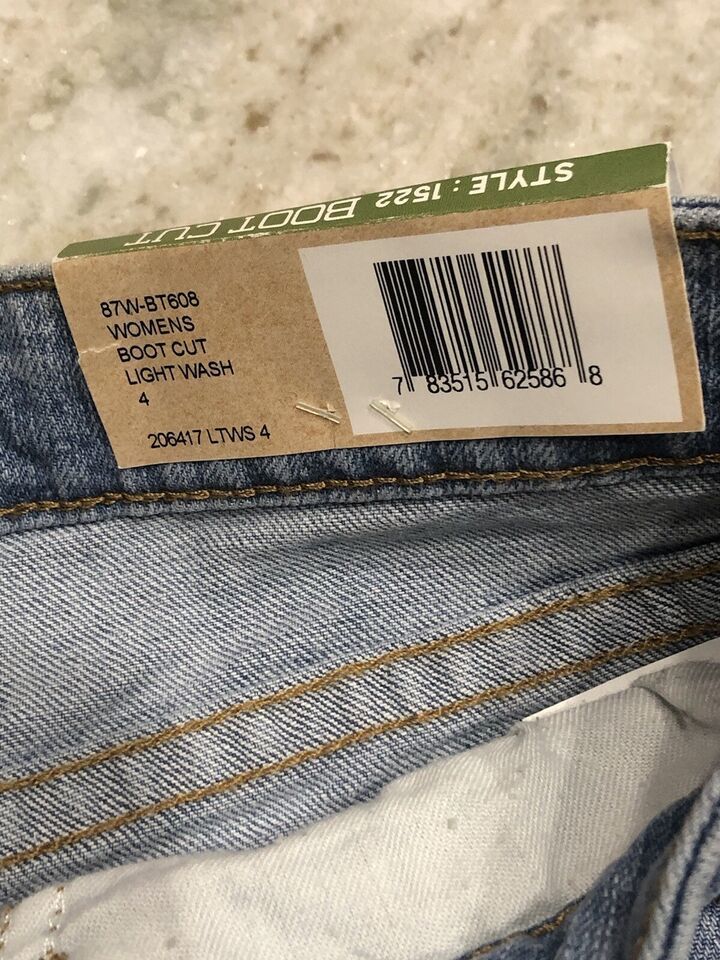 STYLE : 1522 BOOT CUT
87W-BT608
WOMENS
BOOT CUT
LIGHT WASH
4
206417 LTWS 4
7 83515 62586 8